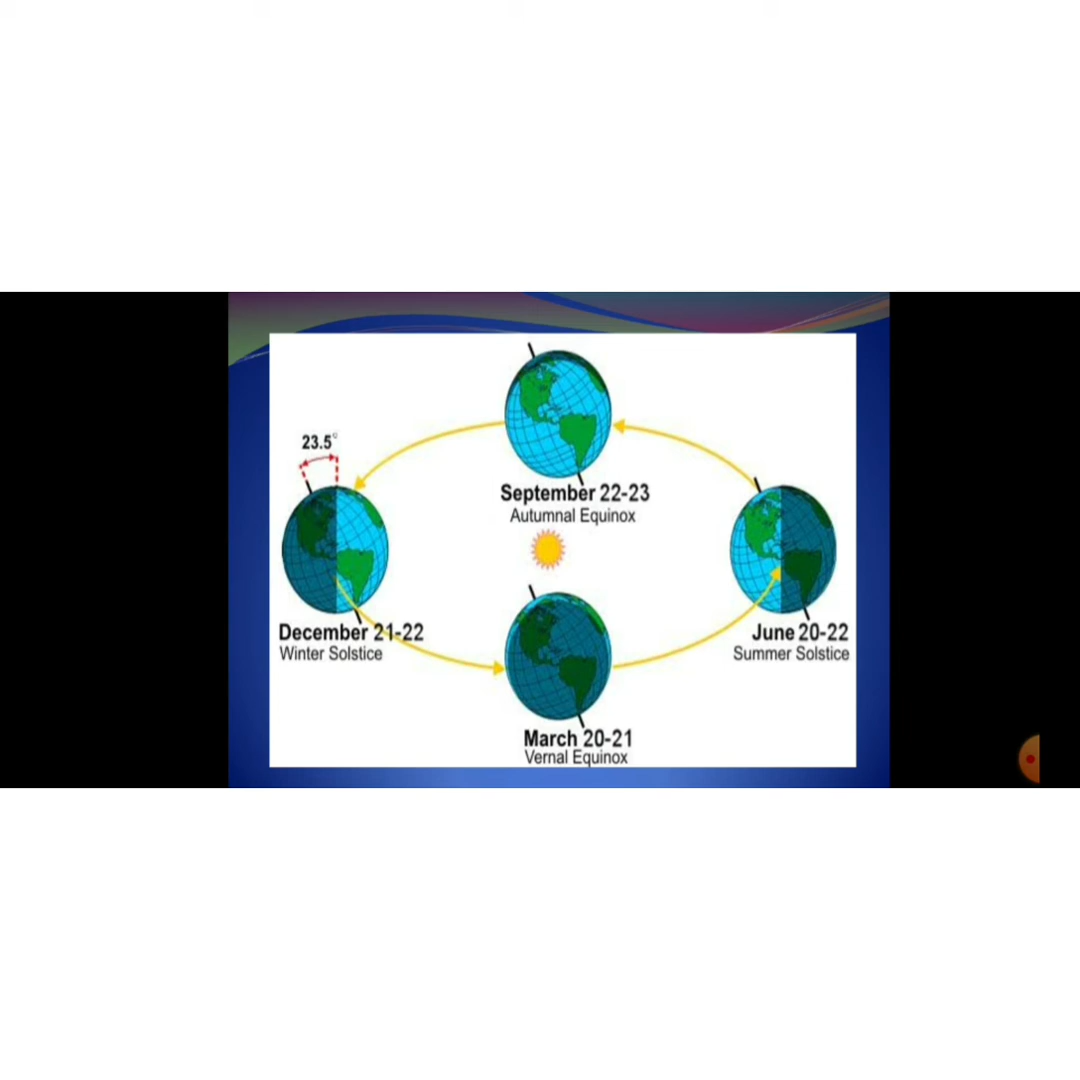 23.5°
September 22-23
Autumnal Equinox
December 21-22
Winter Solstice
June 20-22
Summer Solstice
March 20-21
Vernal Equinox